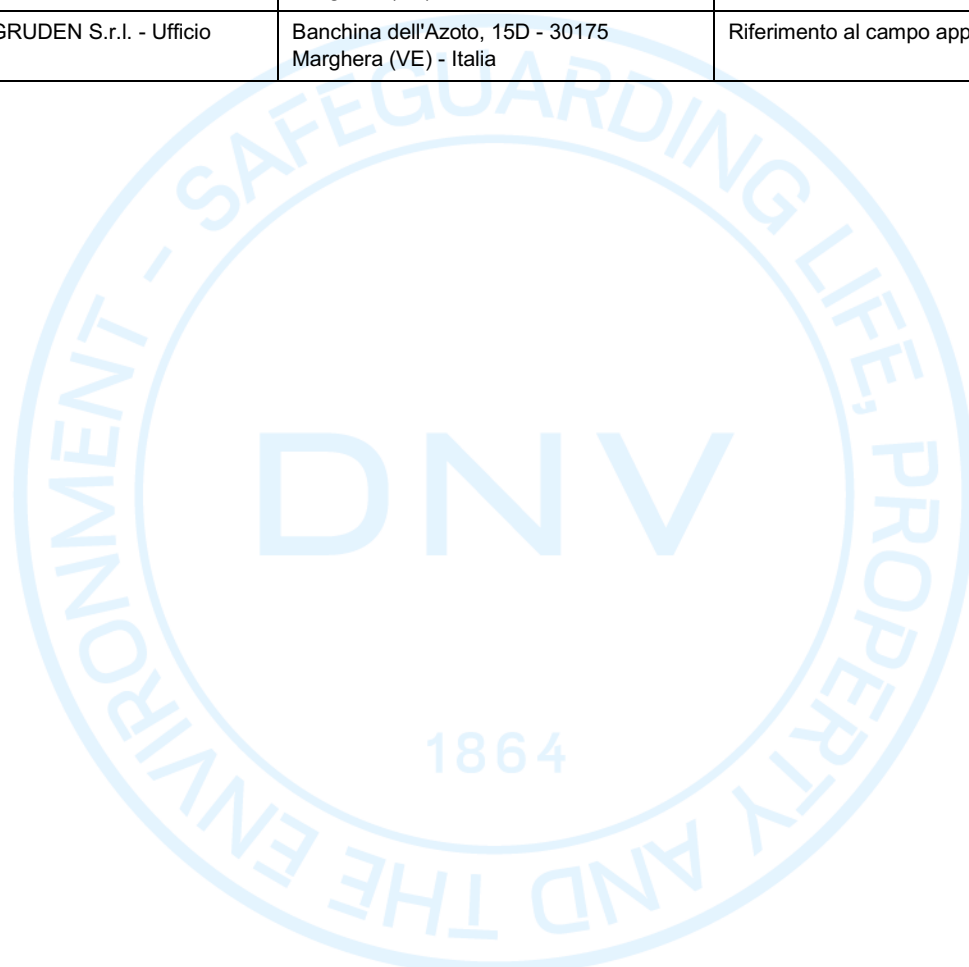 GRUDEN S.r.l. - Ufficio
Banchina dell'Azoto, 15D - 30175
Marghera (VE) - Italia
Riferimento al campo app
SAFEGUARDING LIFE, PROPERTY AND THE ENVIRONMENT -
DNV
1864